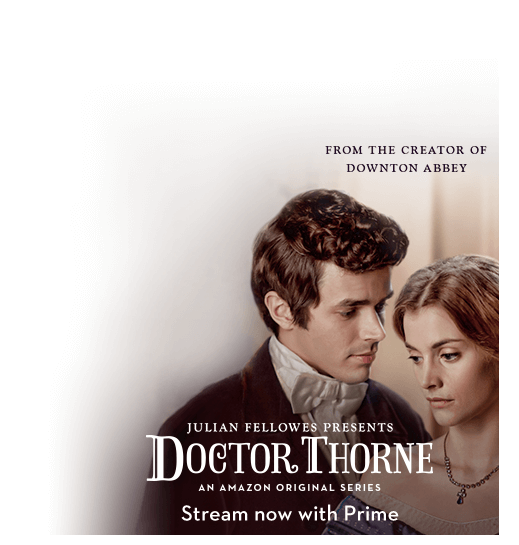 FROM THE CREATOR OF
DOWNTON ABBEY
JULIAN FELLOWES PRESENTS
DOCTOR THORNE
AN AMAZON ORIGINAL SERIES
Stream now with Prime